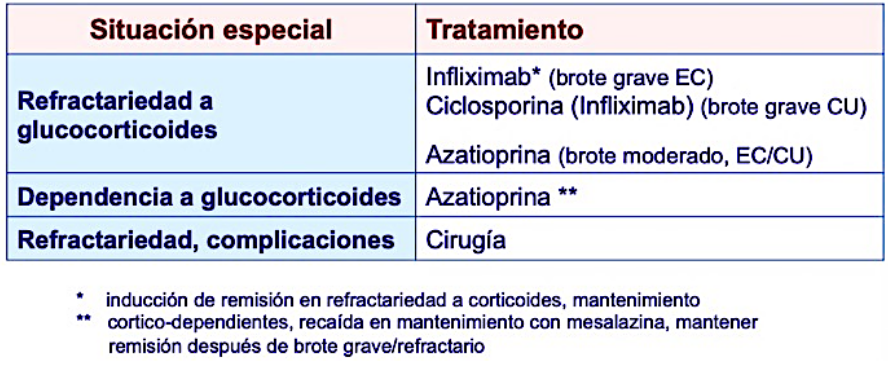 Situación especial
Tratamiento
Refractariedad a
glucocorticoides
Infliximab* (brote grave EC)
Ciclosporina (Infliximab) (brote grave CU)
Azatioprina (brote moderado, EC/CU)
Dependencia a glucocorticoides
Azatioprina **
Refractariedad, complicaciones
Cirugía
* inducción de remisión en refractariedad a corticoides, mantenimiento
** cortico-dependientes, recaída en mantenimiento con mesalazina, mantener
remisión después de brote grave/refractario